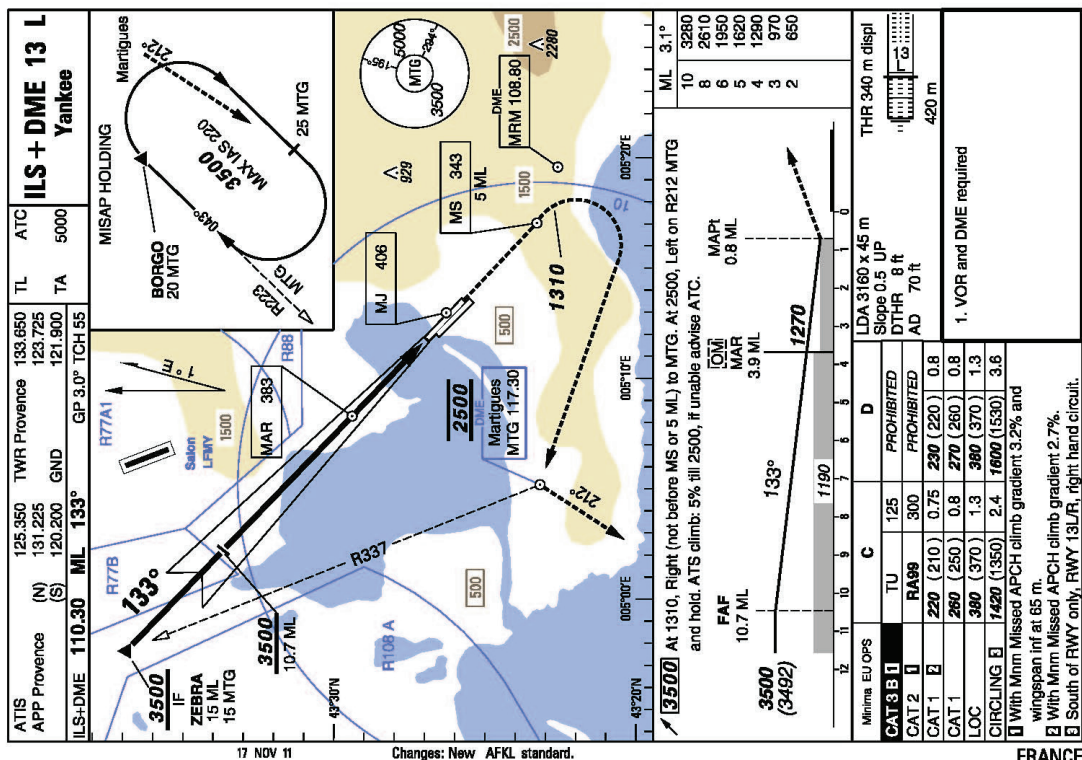 ATIS 125.350 TWR Provence 133.650 TL ATC
APP Provence (N) 131.225 123.725
(S) 120.200 GND 121.900 TA 5000
ILS + DME 13 L
Yankee
ILS+DME 110.30 ML 133° GP 3.0° TCH 55
MISAP HOLDING
Martigues
212°
BORGO
20 MTG
043°
3500
MAX IAS 220
25 MTG
R223
MTG
R77A1
R77B
R88
R108 A
1° m
Salon
LFMY
1500
133°
3500
IF
ZEBRA
15 ML
15 MTG
3500
10.7 ML
MAR 383
MJ 406
MS 343
5 ML
DME
MRM 108.80
195°
5000
294°
MTG
3500
2500
2280
929
1500
10
500
2500
DME
Martigues
MTG 117.30
1310
R337
212°
500
43°30'N
43°20'N
005°00'E
005°10'E
005°20'E
3500 At 1310, Right (not before MS or 5 ML) to MTG. At 2500, Left on R212 MTG
and hold. ATS climb: 5% till 2500, if unable advise ATC.
ML 3.1°
10 3280
8 2610
6 1950
5 1620
4 1290
3 970
2 650
FAF
10.7 ML
3500
(3492)
133°
1190
LOM
MAR
3.9 ML
1270
MAPt
0.8 ML
12 11 10 9 8 7 6 5 4 3 2 1 0
Minima EU OPS C D
CAT 3 B 1 TU 125 PROHIBITED
CAT 2 1 RA99 300 PROHIBITED
CAT 1 2 220 (210) 0.75 230 (220) 0.8
CAT 1 260 (250) 0.8 270 (260) 0.8
LOC 380 (370) 1.3 380 (370) 1.3
CIRCLING 3 1420 (1350) 2.4 1600 (1530) 3.6
1 With Mnm Missed APCH climb gradient 3.2% and
wingspan inf at 65 m.
2 With Mnm Missed APCH climb gradient 2.7%.
3 South of RWY only, RWY 13L/R, right hand circuit.
LDA 3160 x 45 m
Slope 0.5 UP
DTHR 8 ft
AD 70 ft
THR 340 m displ
13
L
420 m
1. VOR and DME required
17 NOV 11
Changes: New AFKL standard.
FRANCE